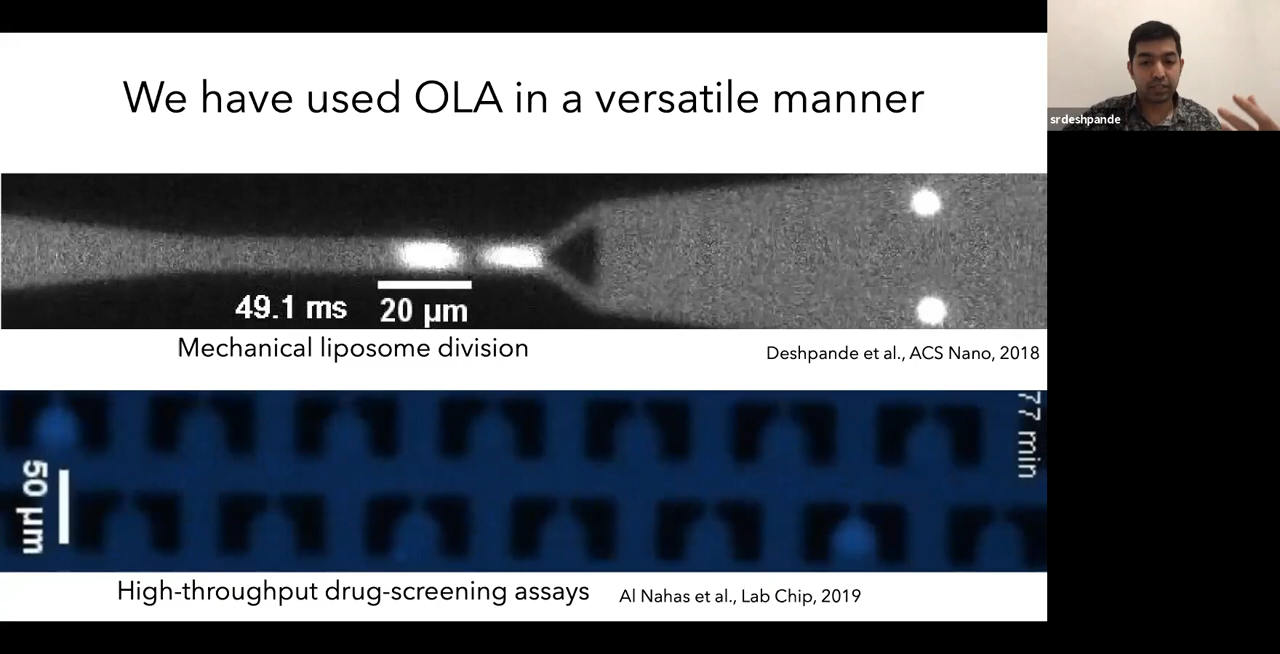 We have used OLA in a versatile manner
srdeshpande
49.1 ms
20 µm
Mechanical liposome division
Deshpande et al., ACS Nano, 2018
77 min
50 µm
High-throughput drug-screening assays
Al Nahas et al., Lab Chip, 2019